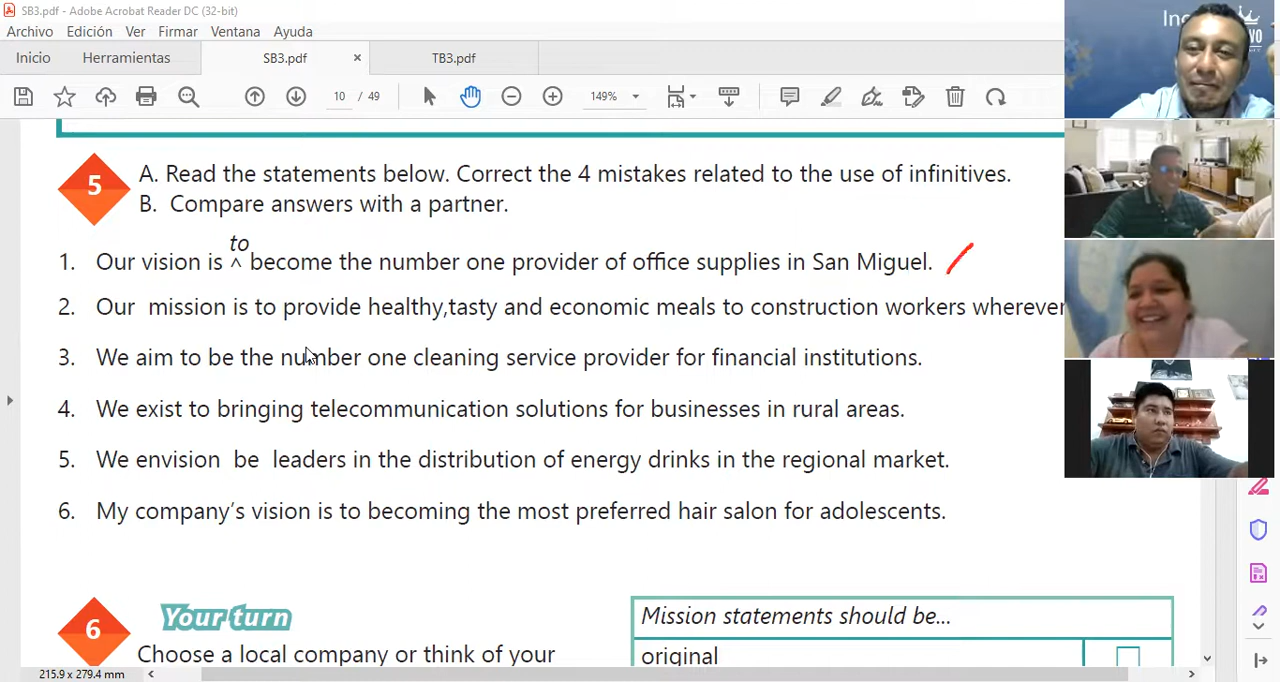 SB3.pdf - Adobe Acrobat Reader DC (32-bit)
Archivo Edición Ver Firmar Ventana Ayuda
Inicio Herramientas SB3.pdf × TB3.pdf
10 / 49 149%
5 A. Read the statements below. Correct the 4 mistakes related to the use of infinitives.
B. Compare answers with a partner.
to
1. Our vision is ^ become the number one provider of office supplies in San Miguel.
2. Our mission is to provide healthy,tasty and economic meals to construction workers wherever
3. We aim to be the number one cleaning service provider for financial institutions.
4. We exist to bringing telecommunication solutions for businesses in rural areas.
5. We envision be leaders in the distribution of energy drinks in the regional market.
6. My company's vision is to becoming the most preferred hair salon for adolescents.
6 Your turn
Choose a local company or think of your
Mission statements should be...
original
215.9 x 279.4 mm